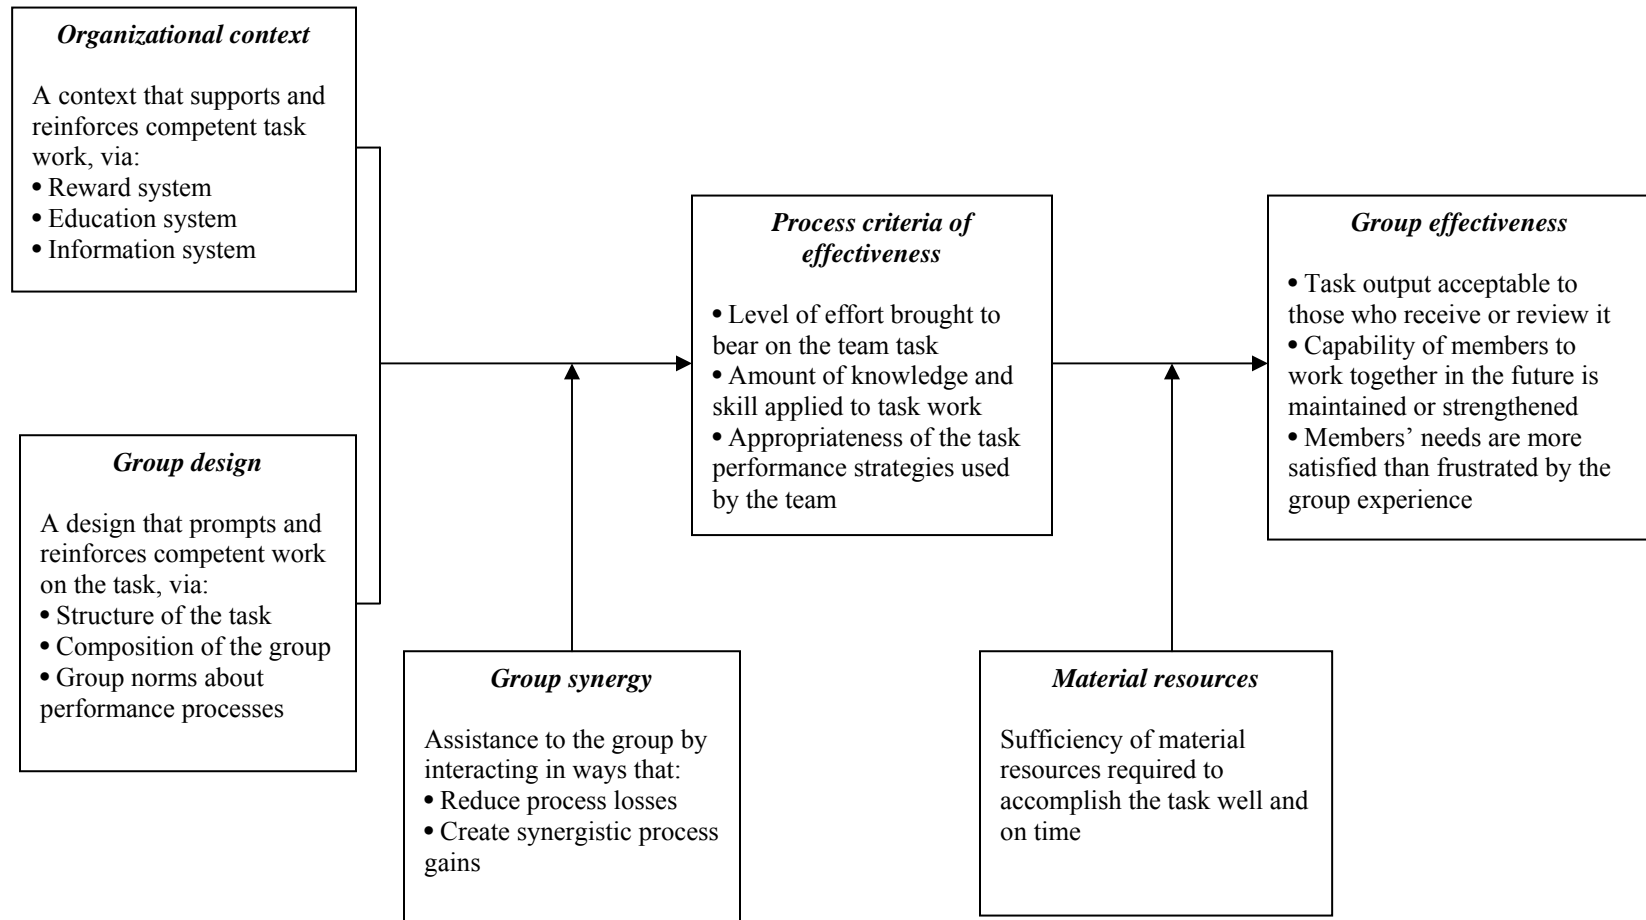 Organizational context
A context that supports and
reinforces competent task
work, via:
• Reward system
• Education system
• Information system
Group design
A design that prompts and
reinforces competent work
on the task, via:
• Structure of the task
• Composition of the group
• Group norms about
performance processes
Group synergy
Assistance to the group by
interacting in ways that:
• Reduce process losses
• Create synergistic process
gains
Process criteria of
effectiveness
• Level of effort brought to
bear on the team task
• Amount of knowledge and
skill applied to task work
• Appropriateness of the task
performance strategies used
by the team
Material resources
Sufficiency of material
resources required to
accomplish the task well and
on time
Group effectiveness
• Task output acceptable to
those who receive or review it
• Capability of members to
work together in the future is
maintained or strengthened
• Members’ needs are more
satisfied than frustrated by the
group experience